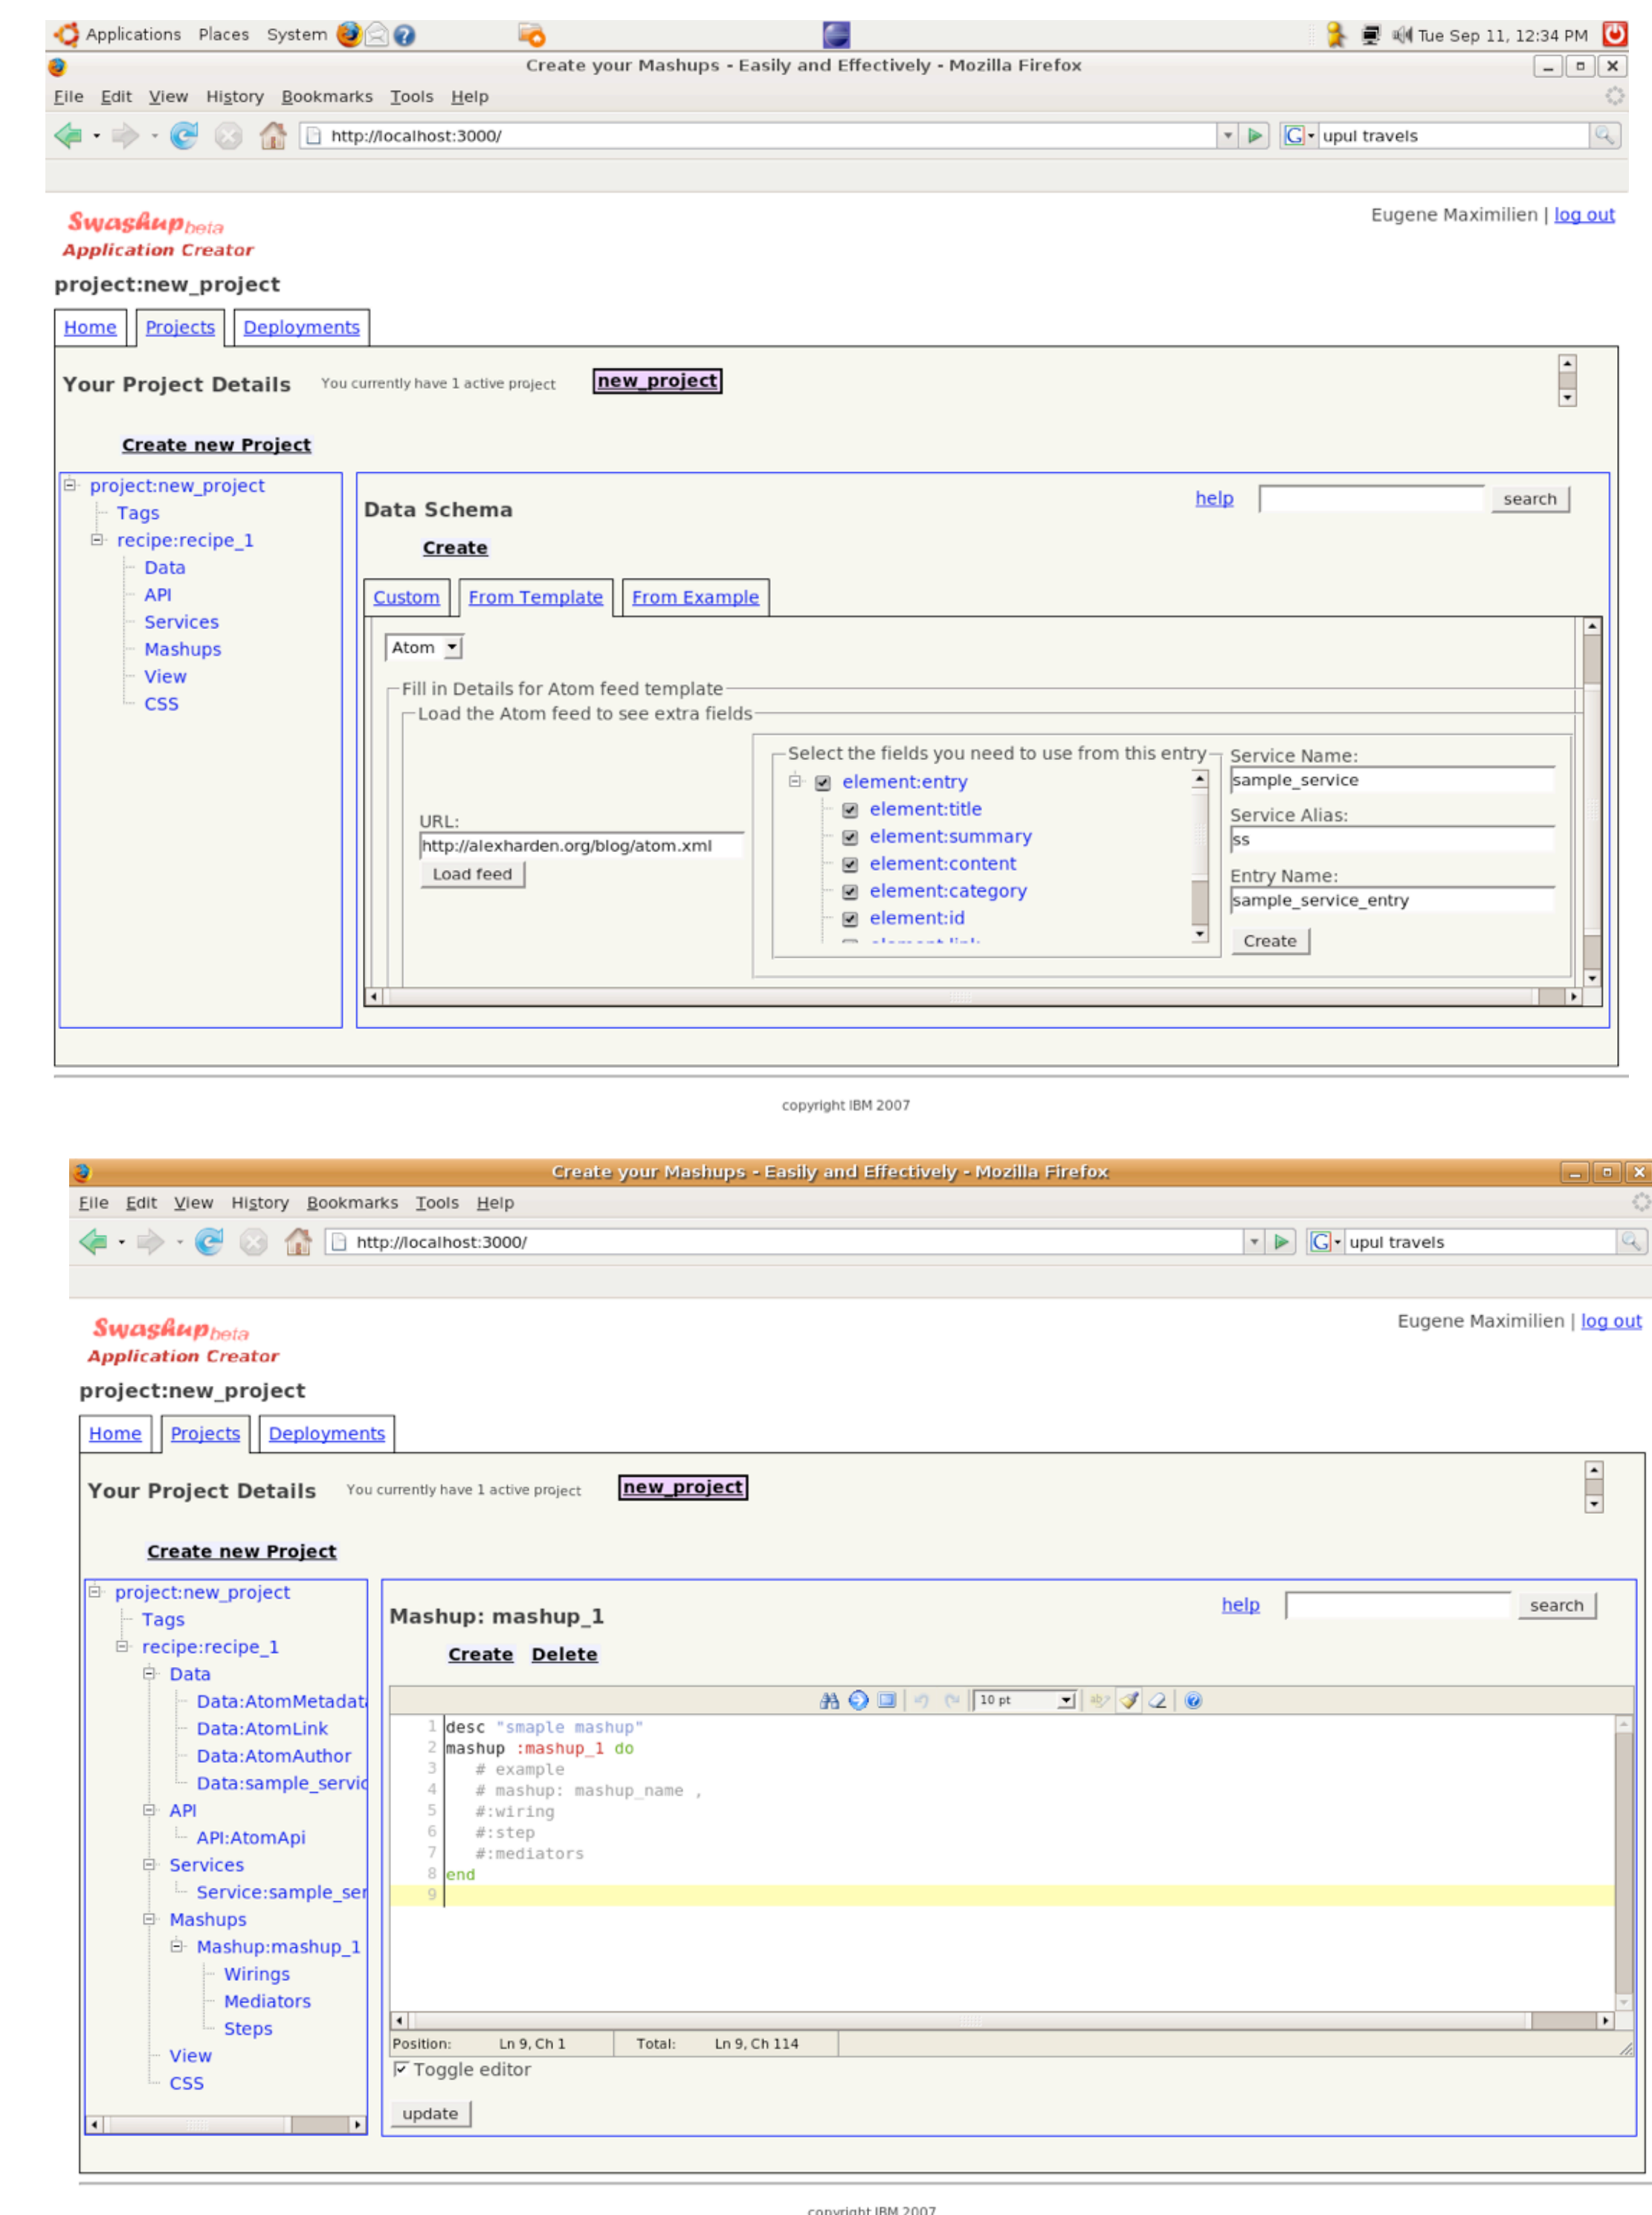 Applications Places System Tue Sep 11, 12:34 PM
Create your Mashups - Easily and Effectively - Mozilla Firefox
File Edit View History Bookmarks Tools Help
http://localhost:3000/ G upul travels
Swashup beta Eugene Maximilien | log out
Application Creator
project:new_project
Home Projects Deployments
Your Project Details You currently have 1 active project new_project
Create new Project
project:new_project
Tags
recipe:recipe_1
Data
API
Services
Mashups
View
CSS
Data Schema help search
Create
Custom From Template From Example
Atom
Fill in Details for Atom feed template
Load the Atom feed to see extra fields
URL:
http://alexharden.org/blog/atom.xml
Load feed
Select the fields you need to use from this entry
element:entry
element:title
element:summary
element:content
element:category
element:id
Service Name:
sample_service
Service Alias:
ss
Entry Name:
sample_service_entry
Create
copyright IBM 2007
Create your Mashups - Easily and Effectively - Mozilla Firefox
File Edit View History Bookmarks Tools Help
http://localhost:3000/ G upul travels
Swashup beta Eugene Maximilien | log out
Application Creator
project:new_project
Home Projects Deployments
Your Project Details You currently have 1 active project new_project
Create new Project
project:new_project
Tags
recipe:recipe_1
Data
Data:AtomMetadat
Data:AtomLink
Data:AtomAuthor
Data:sample_servic
API
API:AtomApi
Services
Service:sample_ser
Mashups
Mashup:mashup_1
Wirings
Mediators
Steps
View
CSS
Mashup: mashup_1 help search
Create Delete
10 pt
1 desc "smaple mashup"
2 mashup :mashup_1 do
3 # example
4 # mashup: mashup_name ,
5 #:wiring
6 #:step
7 #:mediators
8 end
9
Position: Ln 9, Ch 1 Total: Ln 9, Ch 114
Toggle editor
update
copyright IBM 2007